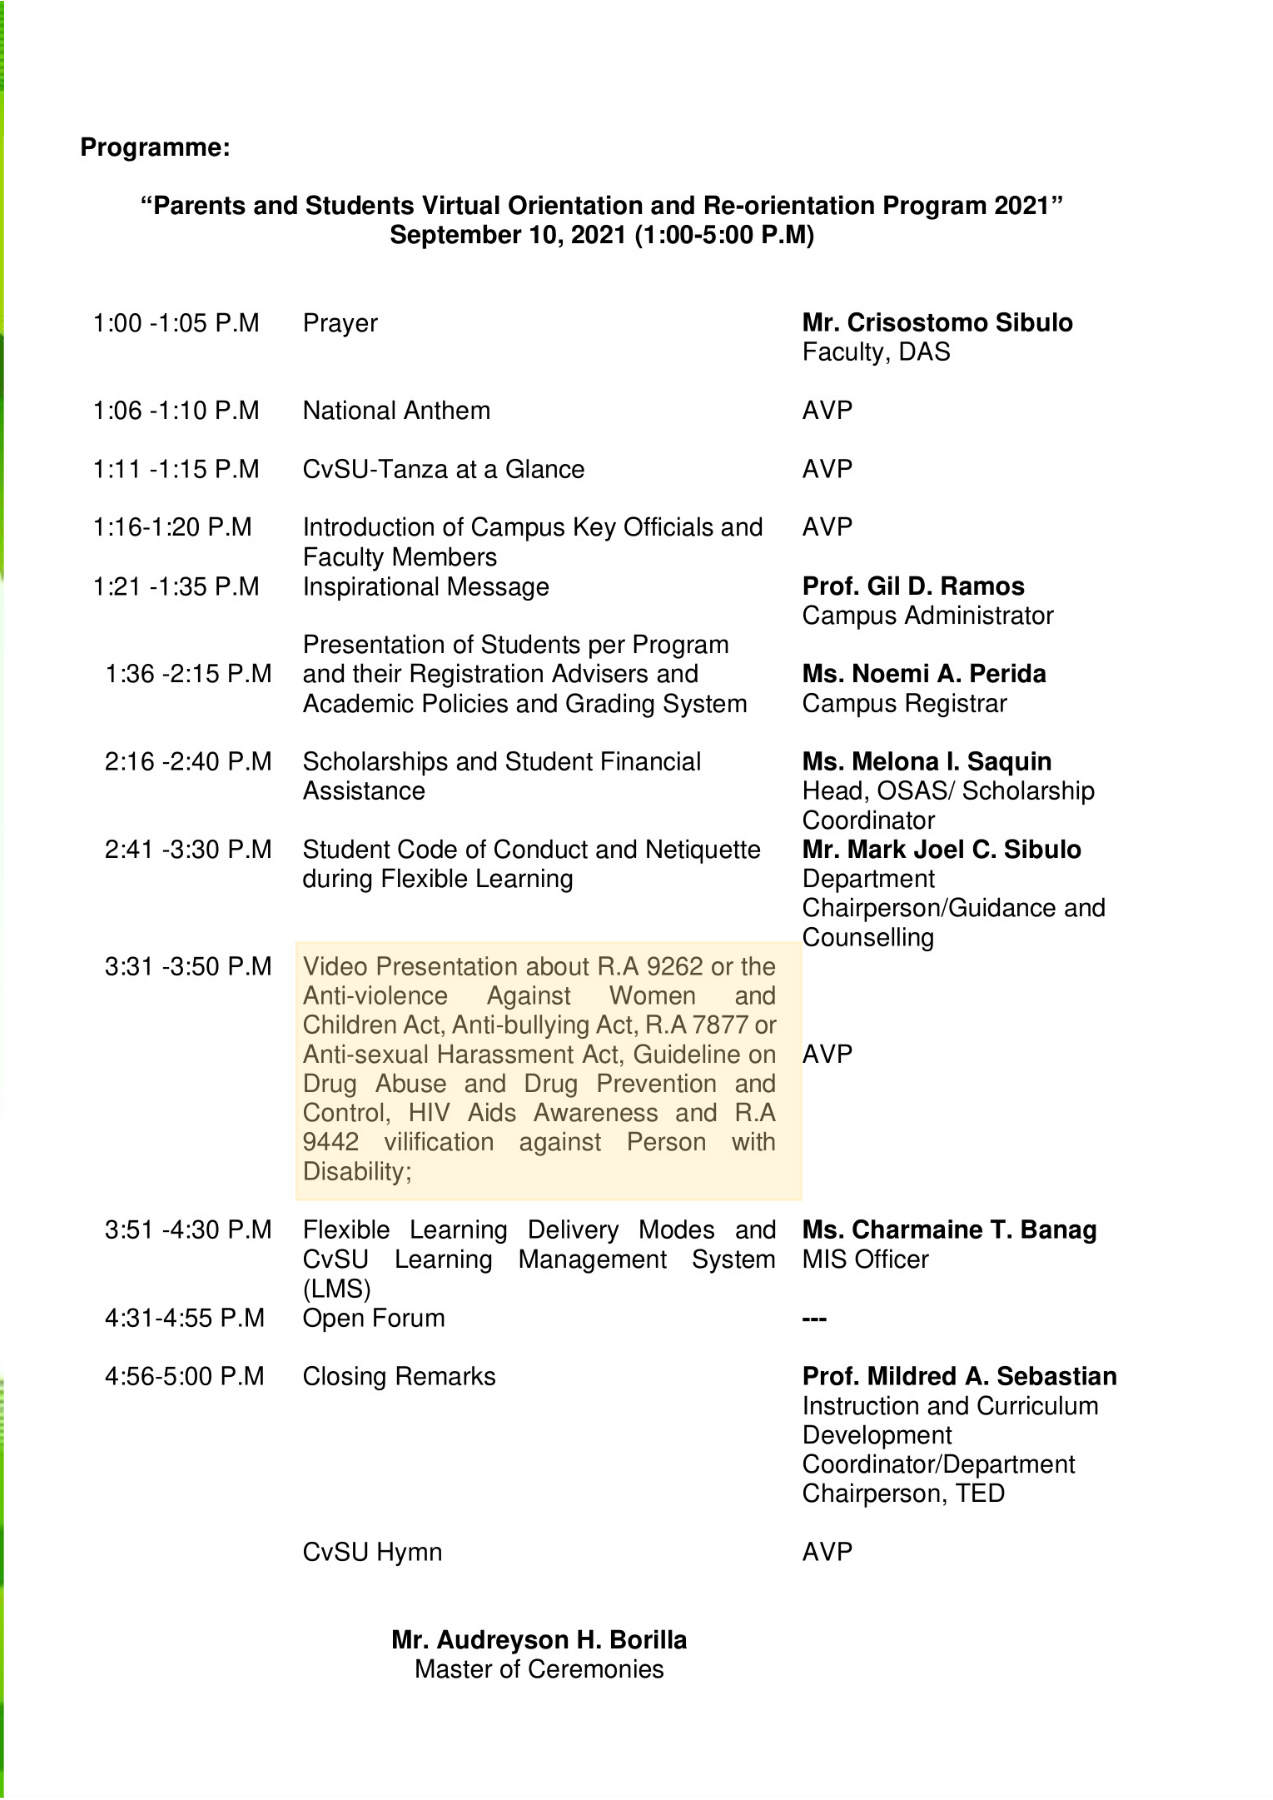 Programme:
“Parents and Students Virtual Orientation and Re-orientation Program 2021”
September 10, 2021 (1:00-5:00 P.M)
1:00 -1:05 P.M Prayer Mr. Crisostomo Sibulo
Faculty, DAS
1:06 -1:10 P.M National Anthem AVP
1:11 -1:15 P.M CvSU-Tanza at a Glance AVP
1:16-1:20 P.M Introduction of Campus Key Officials and AVP
Faculty Members
1:21 -1:35 P.M Inspirational Message Prof. Gil D. Ramos
Campus Administrator
Presentation of Students per Program
1:36 -2:15 P.M and their Registration Advisers and Ms. Noemi A. Perida
Academic Policies and Grading System Campus Registrar
2:16 -2:40 P.M Scholarships and Student Financial Ms. Melona I. Saquin
Assistance Head, OSAS/ Scholarship
Coordinator
2:41 -3:30 P.M Student Code of Conduct and Netiquette Mr. Mark Joel C. Sibulo
during Flexible Learning Department
Chairperson/Guidance and
Counselling
3:31 -3:50 P.M Video Presentation about R.A 9262 or the
Anti-violence Against Women and
Children Act, Anti-bullying Act, R.A 7877 or
Anti-sexual Harassment Act, Guideline on AVP
Drug Abuse and Drug Prevention and
Control, HIV Aids Awareness and R.A
9442 vilification against Person with
Disability;
3:51 -4:30 P.M Flexible Learning Delivery Modes and Ms. Charmaine T. Banag
CvSU Learning Management System MIS Officer
(LMS)
4:31-4:55 P.M Open Forum ---
4:56-5:00 P.M Closing Remarks Prof. Mildred A. Sebastian
Instruction and Curriculum
Development
Coordinator/Department
Chairperson, TED
CvSU Hymn AVP
Mr. Audreyson H. Borilla
Master of Ceremonies